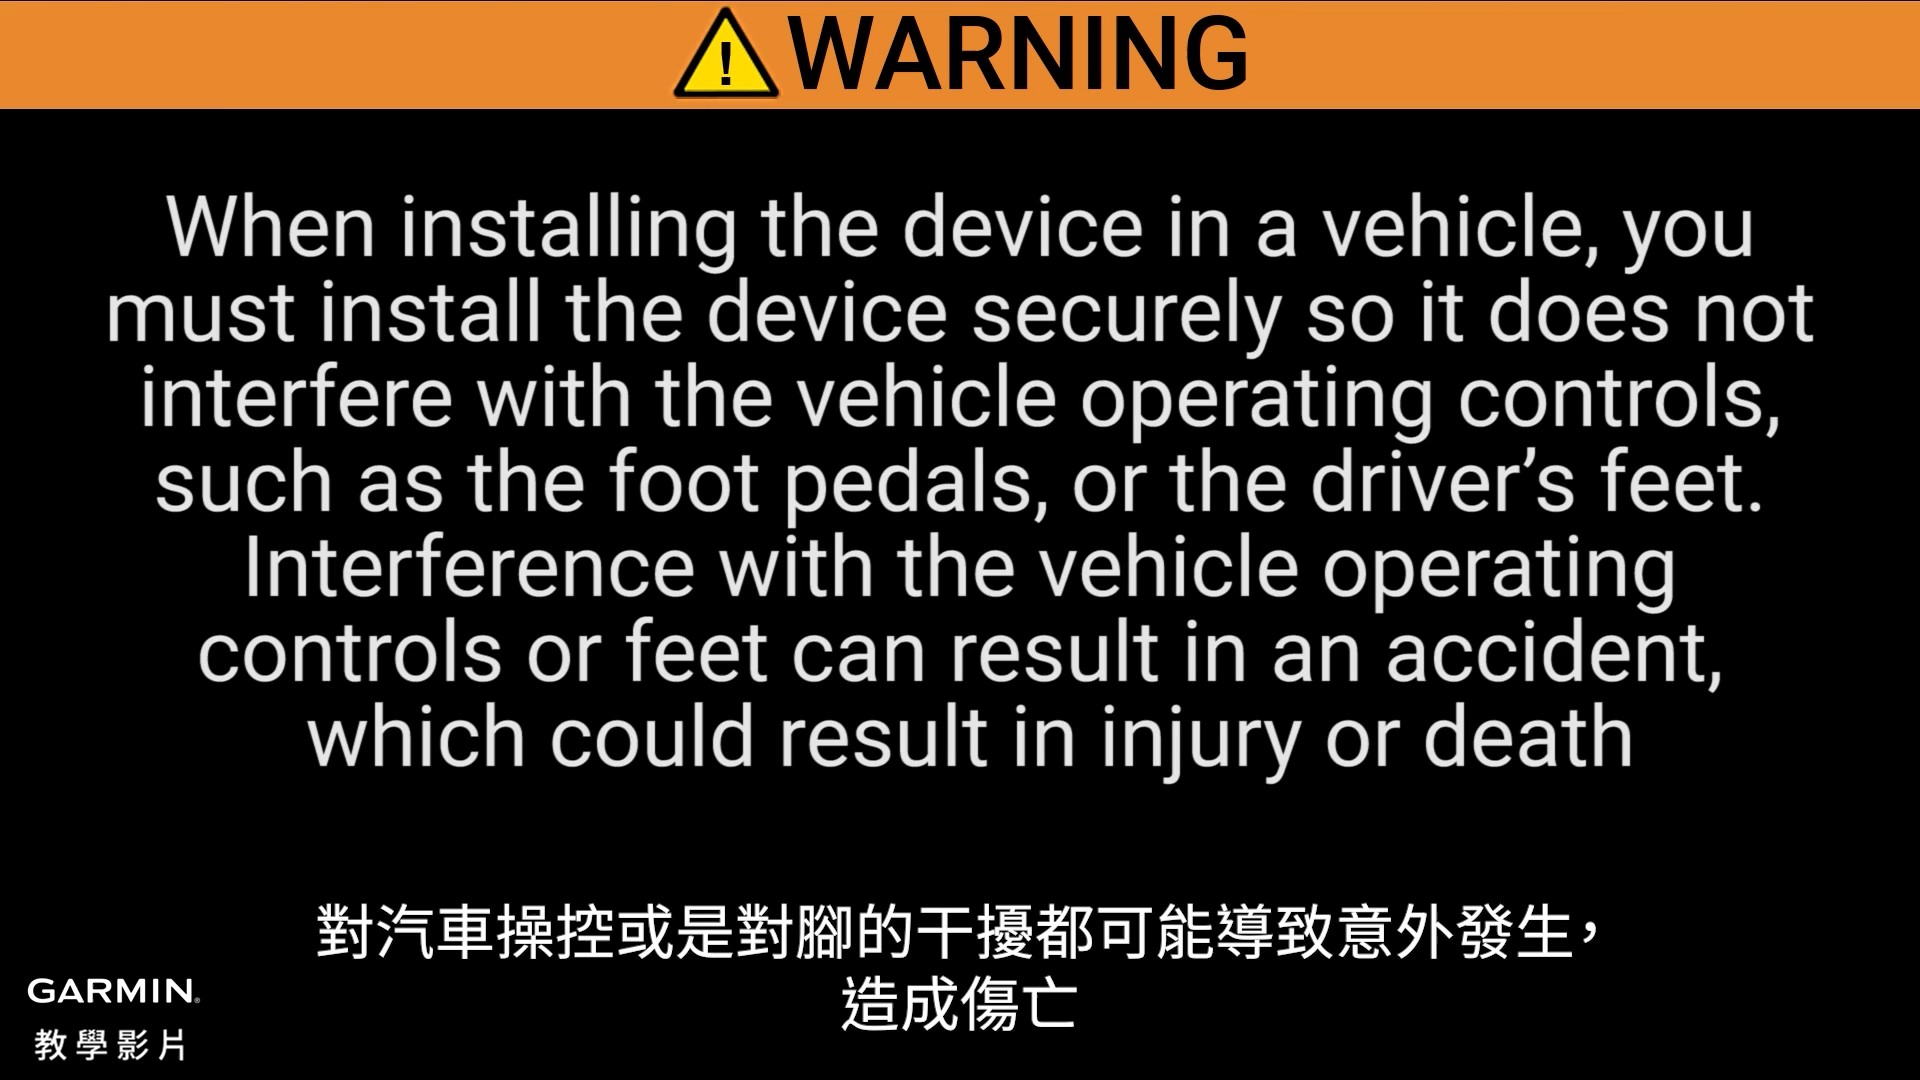 WARNING
When installing the device in a vehicle, you
must install the device securely so it does not
interfere with the vehicle operating controls,
such as the foot pedals, or the driver’s feet.
Interference with the vehicle operating
controls or feet can result in an accident,
which could result in injury or death
對汽車操控或是對腳的干擾都可能導致意外發生，
造成傷亡
GARMIN®
教學影片